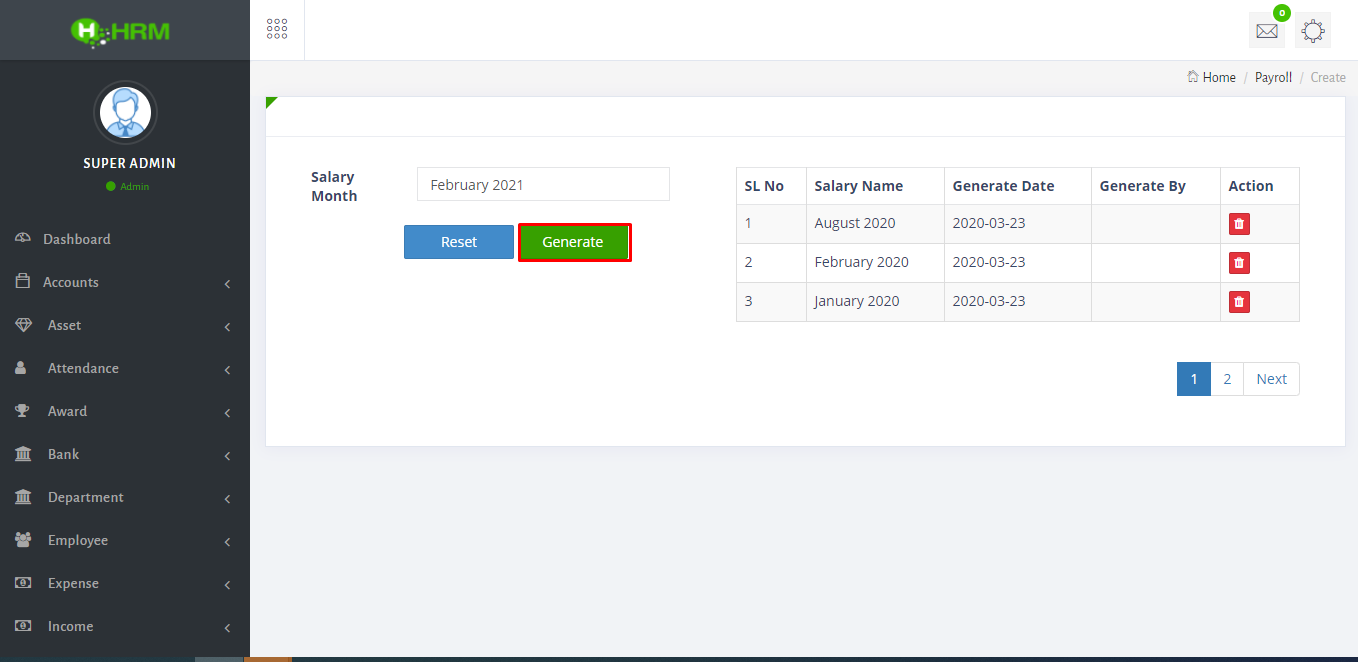 HRM
0
Home / Payroll / Create
SUPER ADMIN
Admin
Dashboard
Accounts
Asset
Attendance
Award
Bank
Department
Employee
Expense
Income
Salary
Month
February 2021
Reset
Generate
SL No Salary Name Generate Date Generate By Action
1 August 2020 2020-03-23
2 February 2020 2020-03-23
3 January 2020 2020-03-23
1 2 Next